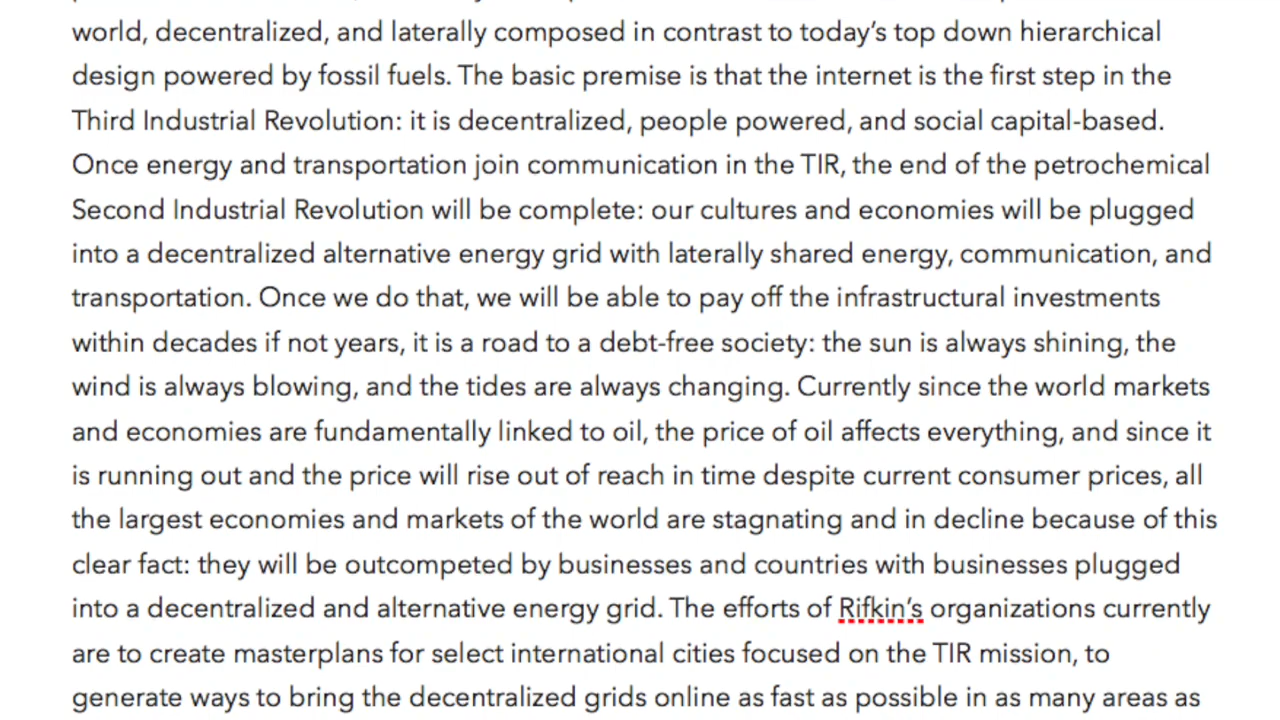 world, decentralized, and laterally composed in contrast to today’s top down hierarchical
design powered by fossil fuels. The basic premise is that the internet is the first step in the
Third Industrial Revolution: it is decentralized, people powered, and social capital-based.
Once energy and transportation join communication in the TIR, the end of the petrochemical
Second Industrial Revolution will be complete: our cultures and economies will be plugged
into a decentralized alternative energy grid with laterally shared energy, communication, and
transportation. Once we do that, we will be able to pay off the infrastructural investments
within decades if not years, it is a road to a debt-free society: the sun is always shining, the
wind is always blowing, and the tides are always changing. Currently since the world markets
and economies are fundamentally linked to oil, the price of oil affects everything, and since it
is running out and the price will rise out of reach in time despite current consumer prices, all
the largest economies and markets of the world are stagnating and in decline because of this
clear fact: they will be outcompeted by businesses and countries with businesses plugged
into a decentralized and alternative energy grid. The efforts of Rifkin’s organizations currently
are to create masterplans for select international cities focused on the TIR mission, to
generate ways to bring the decentralized grids online as fast as possible in as many areas as